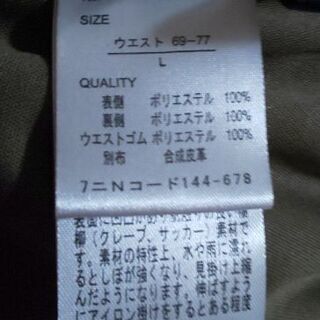 SIZE
ウエスト 69-77
L
QUALITY
表側 ポリエステル 100%
裏側 ポリエステル 100%
ウエストゴム ポリエステル 100%
別布 合成皮革
7ニNコード144-678
柳(クレープ、サッカー)
す。素材の特性上、水や雨に濡れ
るとしぼが強くなり、見掛け上縮
んだようになります。伸ばすよう
にアイロン掛けをするとある程度